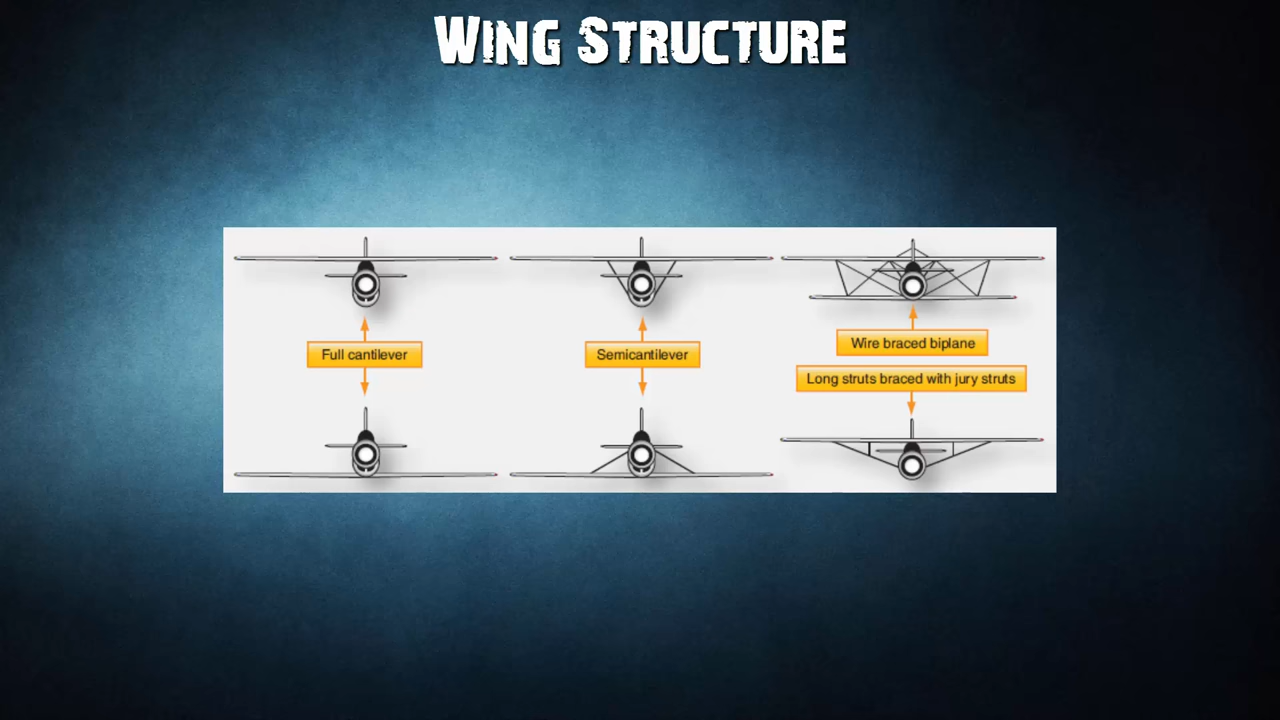 Wing Structure
Full cantilever
Semicantilever
Wire braced biplane
Long struts braced with jury struts